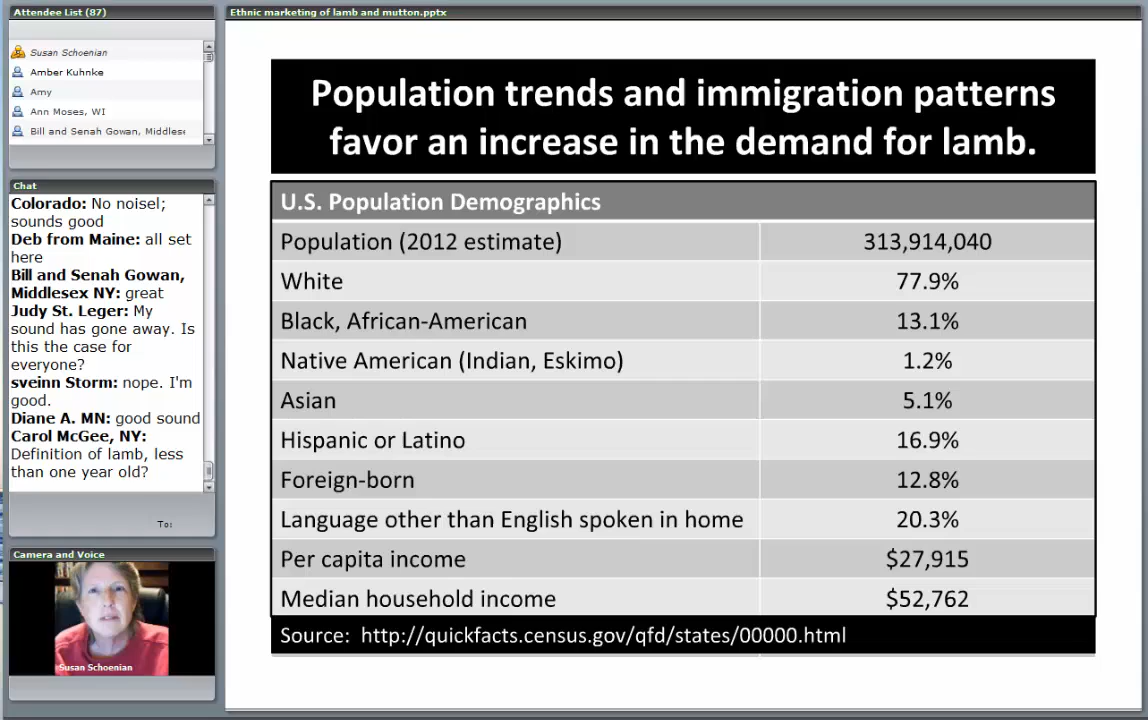 Attendee List (87)
Susan Schoenian
Amber Kuhnke
Amy
Ann Moses, WI
Bill and Senah Gowan, Middlese
Chat
Colorado: No noisel;
sounds good
Deb from Maine: all set
here
Bill and Senah Gowan,
Middlesex NY: great
Judy St. Leger: My
sound has gone away. Is
this the case for
everyone?
sveinn Storm: nope. I'm
good.
Diane A. MN: good sound
Carol McGee, NY:
Definition of lamb, less
than one year old?
To:
Camera and Voice
Susan Schoenian
Ethnic marketing of lamb and mutton.pptx
Population trends and immigration patterns
favor an increase in the demand for lamb.
U.S. Population Demographics
Population (2012 estimate) 313,914,040
White 77.9%
Black, African-American 13.1%
Native American (Indian, Eskimo) 1.2%
Asian 5.1%
Hispanic or Latino 16.9%
Foreign-born 12.8%
Language other than English spoken in home 20.3%
Per capita income $27,915
Median household income $52,762
Source: http://quickfacts.census.gov/qfd/states/00000.html